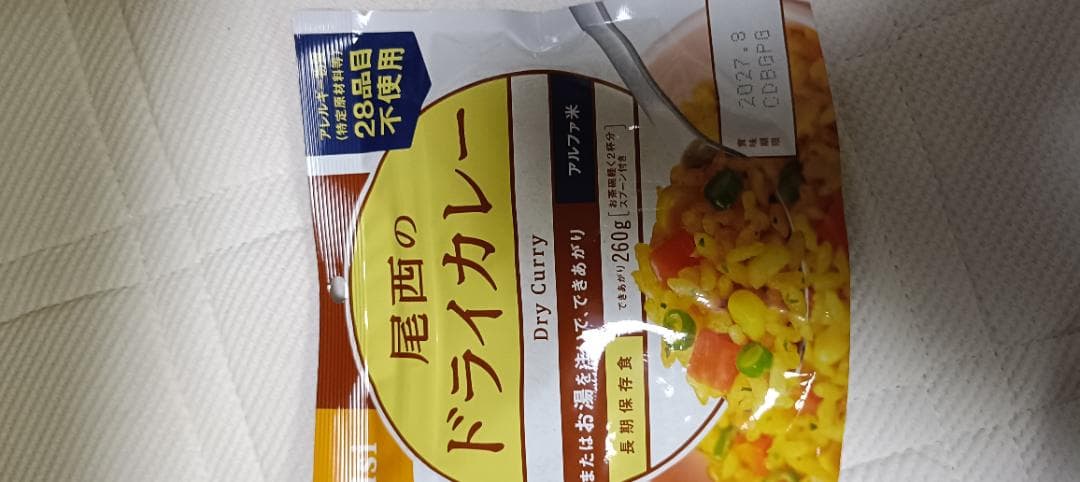 アレルギー物質
(特定原材料等)
28品目
不使用
尾西の
ドライカレー
Dry Curry
アルファ米
またはお湯を注いで、できあがり
長期保存食
できあがり260g
お茶碗軽く2杯分
スプーン付き
賞味期限
2027.8
CDBGPG
isi